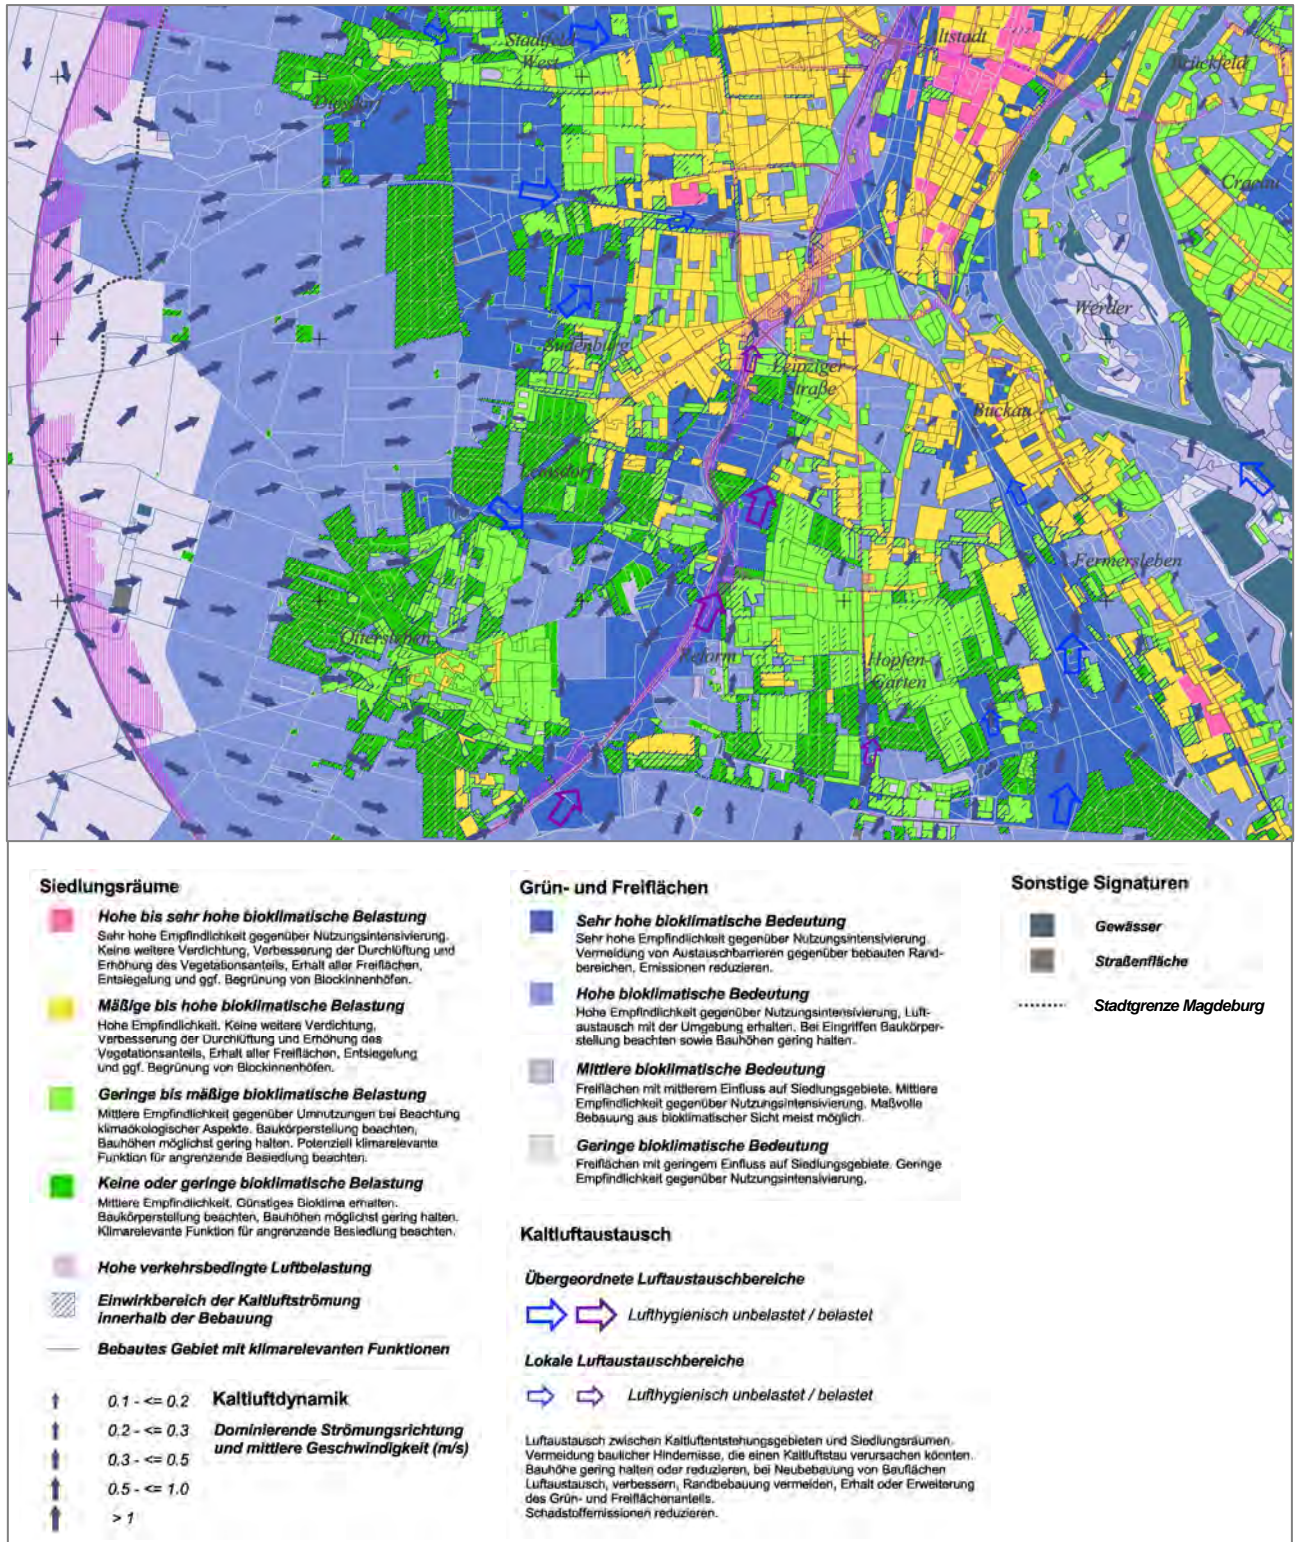 Stadtfeld
West
Altstadt
Brückfeld
Diesdorf
Cracau
Werder
Sudenburg
Leipziger
Straße
Buckau
Lemsdorf
Fermersleben
Ottersleben
Reform
Hopfen-
Garten
Siedlungsräume
Hohe bis sehr hohe bioklimatische Belastung
Sehr hohe Empfindlichkeit gegenüber Nutzungsintensivierung.
Keine weitere Verdichtung, Verbesserung der Durchlüftung und
Erhöhung des Vegetationsanteils, Erhalt aller Freiflächen,
Entsiegelung und ggf. Begrünung von Blockinnenhöfen.
Mäßige bis hohe bioklimatische Belastung
Hohe Empfindlichkeit. Keine weitere Verdichtung,
Verbesserung der Durchlüftung und Erhöhung des
Vegetationsanteils, Erhalt aller Freiflächen, Entsiegelung
und ggf. Begrünung von Blockinnenhöfen.
Geringe bis mäßige bioklimatische Belastung
Mittlere Empfindlichkeit gegenüber Umnutzungen bei Beachtung
klimaökologischer Aspekte. Baukörperstellung beachten,
Bauhöhen möglichst gering halten. Potenziell klimarelevante
Funktion für angrenzende Besiedlung beachten.
Keine oder geringe bioklimatische Belastung
Mittlere Empfindlichkeit. Günstiges Bioklima erhalten.
Baukörperstellung beachten, Bauhöhen möglichst gering halten.
Klimarelevante Funktion für angrenzende Besiedlung beachten.
Hohe verkehrsbedingte Luftbelastung
Einwirkbereich der Kaltluftströmung
innerhalb der Bebauung
Bebautes Gebiet mit klimarelevanten Funktionen
0.1 - <= 0.2 Kaltluftdynamik
0.2 - <= 0.3 Dominierende Strömungsrichtung
und mittlere Geschwindigkeit (m/s)
0.3 - <= 0.5
0.5 - <= 1.0
> 1
Grün- und Freiflächen
Sehr hohe bioklimatische Bedeutung
Sehr hohe Empfindlichkeit gegenüber Nutzungsintensivierung.
Vermeidung von Austauschbarrieren gegenüber bebauten Rand-
bereichen, Emissionen reduzieren.
Hohe bioklimatische Bedeutung
Hohe Empfindlichkeit gegenüber Nutzungsintensivierung, Luft-
austausch mit der Umgebung erhalten. Bei Eingriffen Baukörper-
stellung beachten sowie Bauhöhen gering halten.
Mittlere bioklimatische Bedeutung
Freiflächen mit mittlerem Einfluss auf Siedlungsgebiete. Mittlere
Empfindlichkeit gegenüber Nutzungsintensivierung. Maßvolle
Bebauung aus bioklimatischer Sicht meist möglich.
Geringe bioklimatische Bedeutung
Freiflächen mit geringem Einfluss auf Siedlungsgebiete. Geringe
Empfindlichkeit gegenüber Nutzungsintensivierung.
Kaltluftaustausch
Übergeordnete Luftaustauschbereiche
Lufthygienisch unbelastet / belastet
Lokale Luftaustauschbereiche
Lufthygienisch unbelastet / belastet
Luftaustausch zwischen Kaltluftentstehungsgebieten und Siedlungsräumen.
Vermeidung baulicher Hindernisse, die einen Kaltluftstau verursachen könnten.
Bauhöhe gering halten oder reduzieren, bei Neubebauung von Bauflächen
Luftaustausch, verbessern, Randbebauung vermeiden, Erhalt oder Erweiterung
des Grün- und Freiflächenanteils.
Schadstoffemissionen reduzieren.
Sonstige Signaturen
Gewässer
Straßenfläche
Stadtgrenze Magdeburg